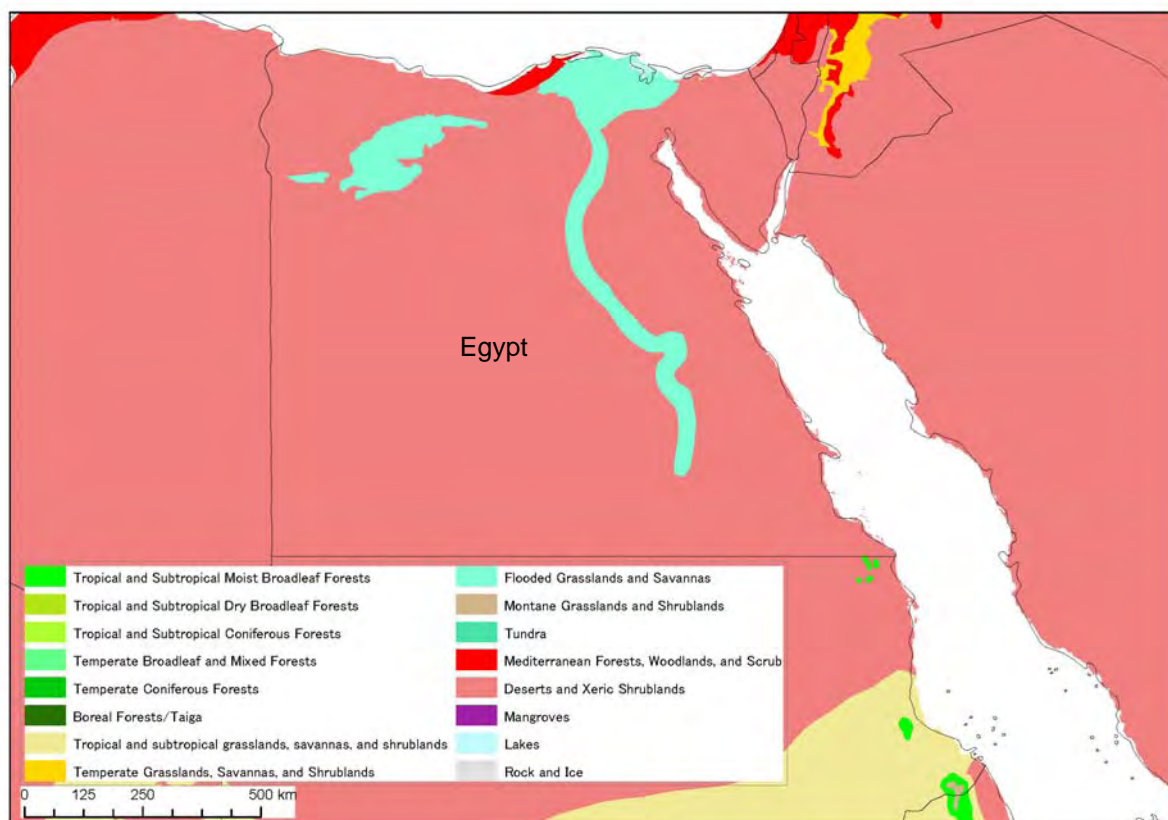 Egypt
Tropical and Subtropical Moist Broadleaf Forests
Tropical and Subtropical Dry Broadleaf Forests
Tropical and Subtropical Coniferous Forests
Temperate Broadleaf and Mixed Forests
Temperate Coniferous Forests
Boreal Forests/Taiga
Tropical and subtropical grasslands, savannas, and shrublands
Temperate Grasslands, Savannas, and Shrublands
Flooded Grasslands and Savannas
Montane Grasslands and Shrublands
Tundra
Mediterranean Forests, Woodlands, and Scrub
Deserts and Xeric Shrublands
Mangroves
Lakes
Rock and Ice
0 125 250 500 km